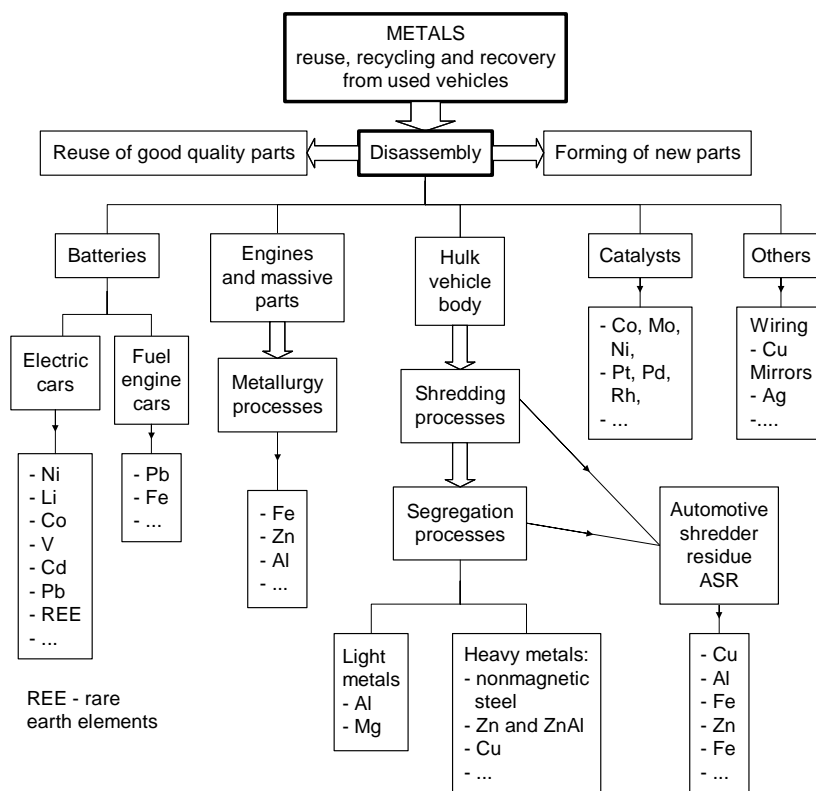 METALS
reuse, recycling and recovery
from used vehicles
Reuse of good quality parts
Disassembly
Forming of new parts
Batteries
Engines
and massive
parts
Hulk
vehicle
body
Catalysts
Others
Electric
cars
Fuel
engine
cars
Metallurgy
processes
Shredding
processes
- Co, Mo,
Ni,
- Pt, Pd,
Rh,
- ...
Wiring
- Cu
Mirrors
- Ag
-....
- Ni
- Li
- Co
- V
- Cd
- Pb
- REE
- ...
- Pb
- Fe
- ...
- Fe
- Zn
- Al
- ...
Segregation
processes
Automotive
shredder
residue
ASR
Light
metals
- Al
- Mg
Heavy metals:
- nonmagnetic
steel
- Zn and ZnAl
- Cu
- ...
- Cu
- Al
- Fe
- Zn
- Fe
- ...
REE - rare
earth elements